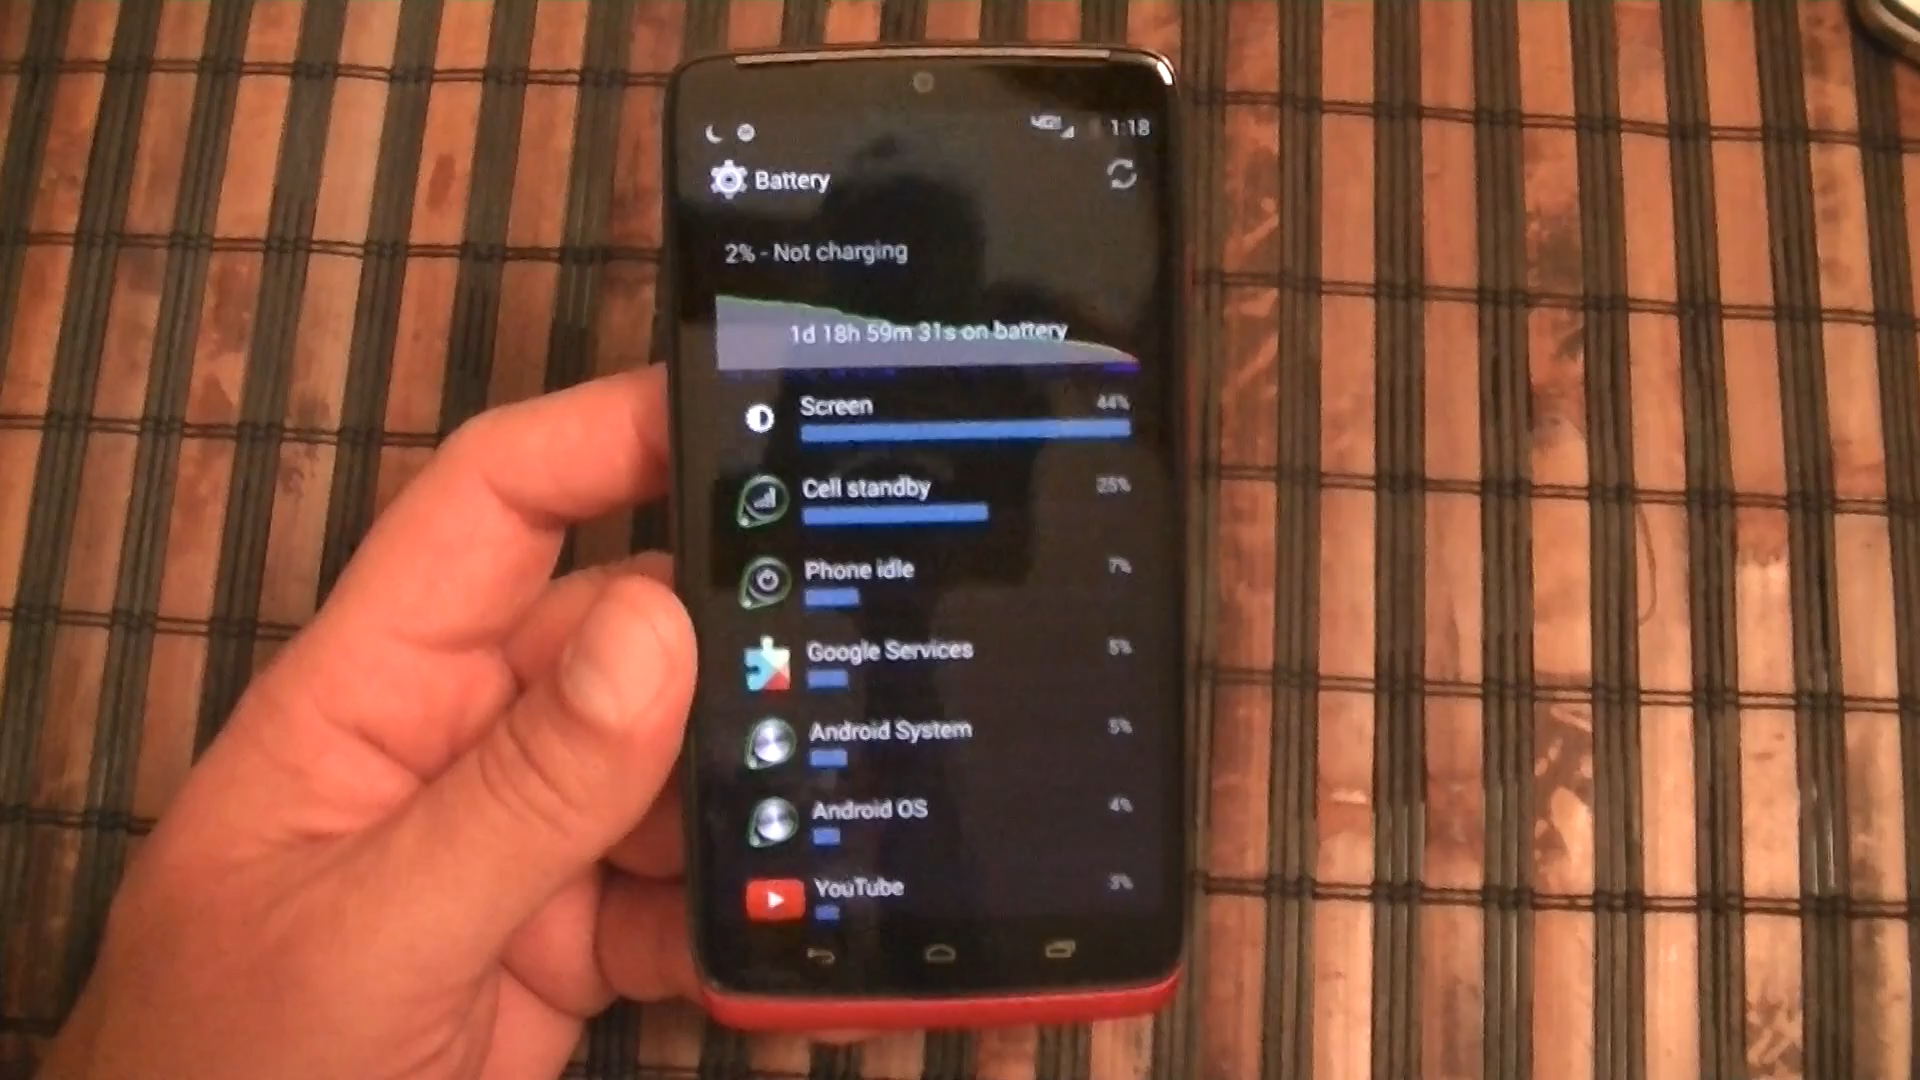 1:18
Battery
2% - Not charging
1d 18h 59m 31s on battery
Screen 44%
Cell standby 25%
Phone idle 7%
Google Services 5%
Android System 5%
Android OS 4%
YouTube 3%